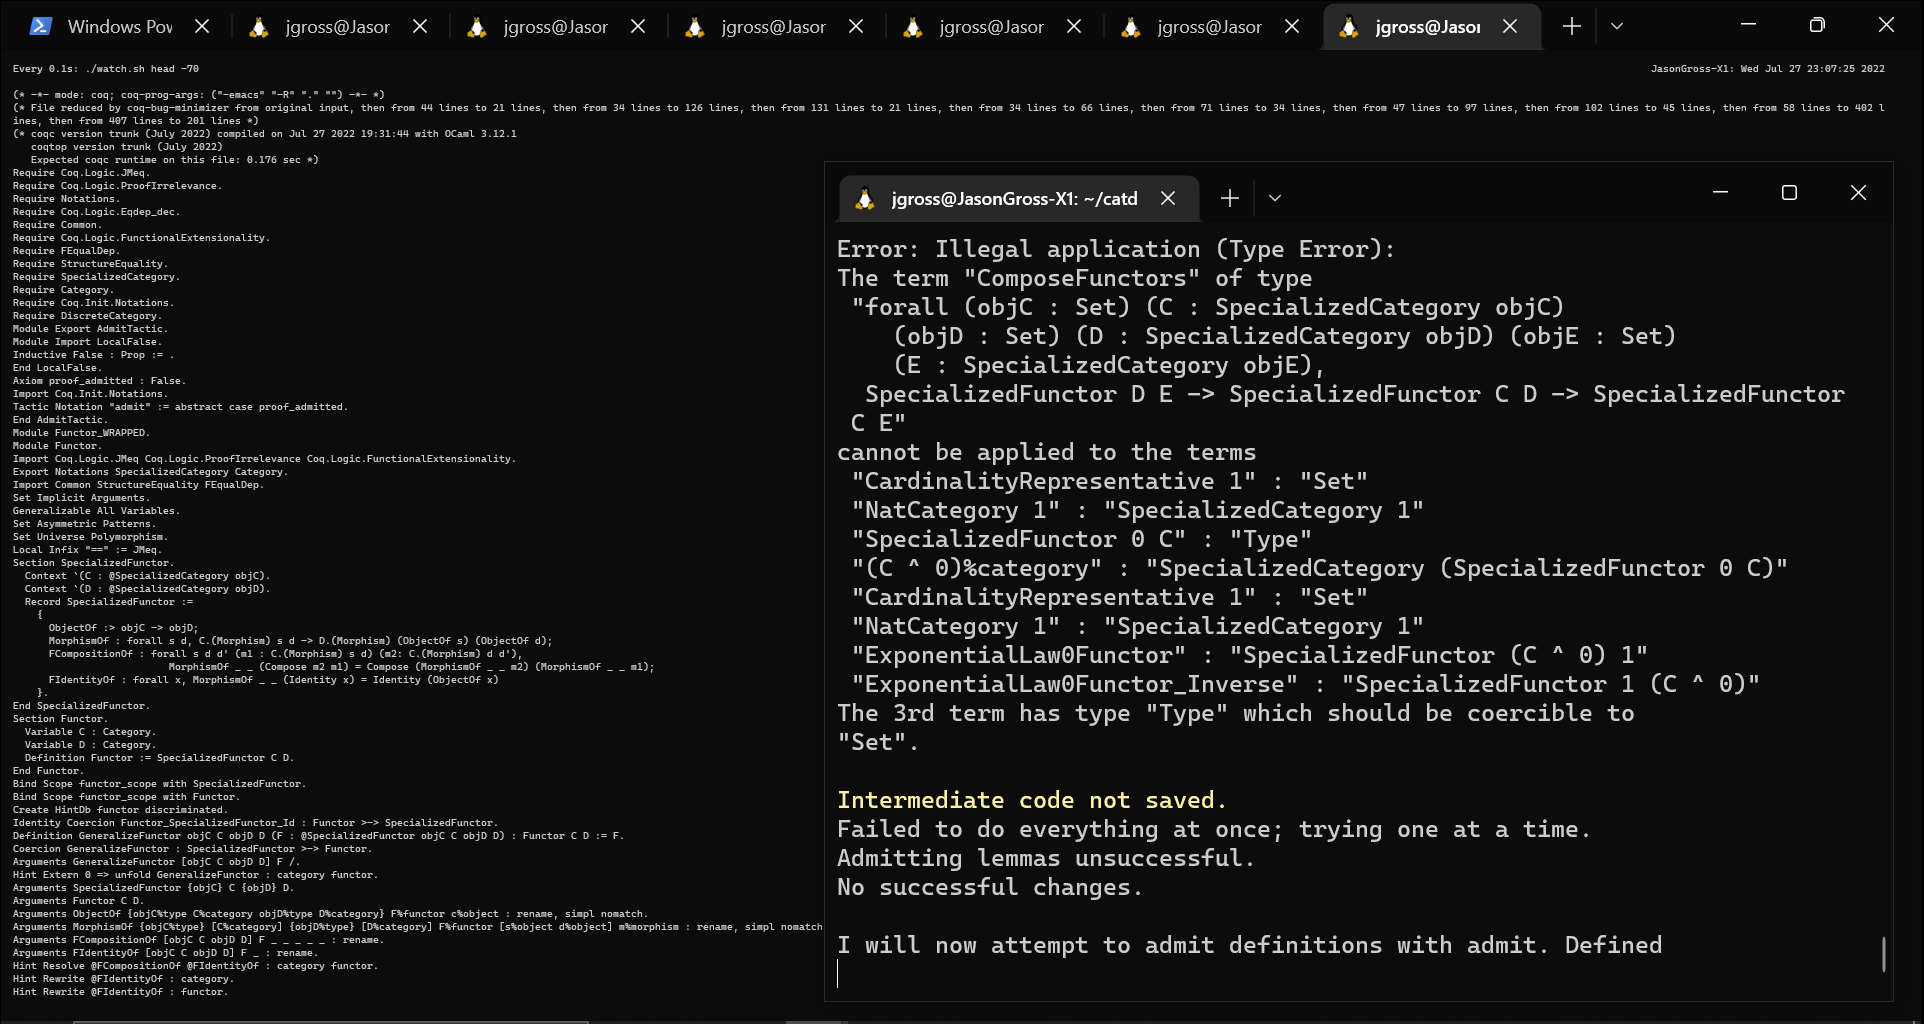 Windows Pov
jgross@Jasor
jgross@Jasor
jgross@Jasor
jgross@Jasor
jgross@Jasor
jgross@Jasor
Every 0.1s: ./watch.sh head -70
JasonGross-X1: Wed Jul 27 23:07:25 2022
(* -*- mode: coq; coq-prog-args: ("-emacs" "-R" "." "") -*- *)
(* File reduced by coq-bug-minimizer from original input, then from 44 lines to 21 lines, then from 34 lines to 126 lines, then from 131 lines to 21 lines, then from 34 lines to 66 lines, then from 71 lines to 34 lines, then from 47 lines to 97 lines, then from 102 lines to 45 lines, then from 58 lines to 402 l
ines, then from 407 lines to 201 lines *)
(* coqc version trunk (July 2022) compiled on Jul 27 2022 19:31:44 with OCaml 3.12.1
coqtop version trunk (July 2022)
Expected coqc runtime on this file: 0.176 sec *)
Require Coq.Logic.JMeq.
Require Coq.Logic.ProofIrrelevance.
Require Notations.
Require Coq.Logic.Eqdep_dec.
Require Common.
Require Coq.Logic.FunctionalExtensionality.
Require FEqualDep.
Require StructureEquality.
Require SpecializedCategory.
Require Category.
Require Coq.Init.Notations.
Require DiscreteCategory.
Module Export AdmitTactic.
Module Import LocalFalse.
Inductive False : Prop := .
End LocalFalse.
Axiom proof_admitted : False.
Import Coq.Init.Notations.
Tactic Notation "admit" := abstract case proof_admitted.
End AdmitTactic.
Module Functor_WRAPPED.
Module Functor.
Import Coq.Logic.JMeq Coq.Logic.ProofIrrelevance Coq.Logic.FunctionalExtensionality.
Export Notations SpecializedCategory Category.
Import Common StructureEquality FEqualDep.
Set Implicit Arguments.
Generalizable All Variables.
Set Asymmetric Patterns.
Set Universe Polymorphism.
Local Infix "==" := JMeq.
Section SpecializedFunctor.
Context `(C : @SpecializedCategory objC).
Context `(D : @SpecializedCategory objD).
Record SpecializedFunctor :=
{
ObjectOf :> objC -> objD;
MorphismOf : forall s d, C.(Morphism) s d -> D.(Morphism) (ObjectOf s) (ObjectOf d);
FCompositionOf : forall s d d' (m1 : C.(Morphism) s d) (m2: C.(Morphism) d d'),
MorphismOf _ _ (Compose m2 m1) = Compose (MorphismOf _ _ m2) (MorphismOf _ _ m1);
FIdentityOf : forall x, MorphismOf _ _ (Identity x) = Identity (ObjectOf x)
}.
End SpecializedFunctor.
Section Functor.
Variable C : Category.
Variable D : Category.
Definition Functor := SpecializedFunctor C D.
End Functor.
Bind Scope functor_scope with SpecializedFunctor.
Bind Scope functor_scope with Functor.
Create HintDb functor discriminated.
Identity Coercion Functor_SpecializedFunctor_Id : Functor >-> SpecializedFunctor.
Definition GeneralizeFunctor objC C objD D (F : @SpecializedFunctor objC C objD D) : Functor C D := F.
Coercion GeneralizeFunctor : SpecializedFunctor >-> Functor.
Arguments GeneralizeFunctor [objC C objD D] F /.
Hint Extern 0 => unfold GeneralizeFunctor : category functor.
Arguments SpecializedFunctor {objC} C {objD} D.
Arguments Functor C D.
Arguments ObjectOf {objC%type C%category objD%type D%category} F%functor c%object : rename, simpl nomatch.
Arguments MorphismOf {objC%type} [C%category] {objD%type} [D%category] F%functor [s%object d%object] m%morphism : rename, simpl nomatch
Arguments FCompositionOf [objC C objD D] F _ _ _ _ _ : rename.
Arguments FIdentityOf [objC C objD D] F _ : rename.
Hint Resolve @FCompositionOf @FIdentityOf : category functor.
Hint Rewrite @FIdentityOf : category.
Hint Rewrite @FIdentityOf : functor.
jgross@JasonGross-X1: ~/catd
Error: Illegal application (Type Error):
The term "ComposeFunctors" of type
"forall (objC : Set) (C : SpecializedCategory objC)
(objD : Set) (D : SpecializedCategory objD) (objE : Set)
(E : SpecializedCategory objE),
SpecializedFunctor D E -> SpecializedFunctor C D -> SpecializedFunctor
C E"
cannot be applied to the terms
"CardinalityRepresentative 1" : "Set"
"NatCategory 1" : "SpecializedCategory 1"
"SpecializedFunctor 0 C" : "Type"
"(C ^ 0)%category" : "SpecializedCategory (SpecializedFunctor 0 C)"
"CardinalityRepresentative 1" : "Set"
"NatCategory 1" : "SpecializedCategory 1"
"ExponentialLaw0Functor" : "SpecializedFunctor (C ^ 0) 1"
"ExponentialLaw0Functor_Inverse" : "SpecializedFunctor 1 (C ^ 0)"
The 3rd term has type "Type" which should be coercible to
"Set".
Intermediate code not saved.
Failed to do everything at once; trying one at a time.
Admitting lemmas unsuccessful.
No successful changes.
I will now attempt to admit definitions with admit. Defined